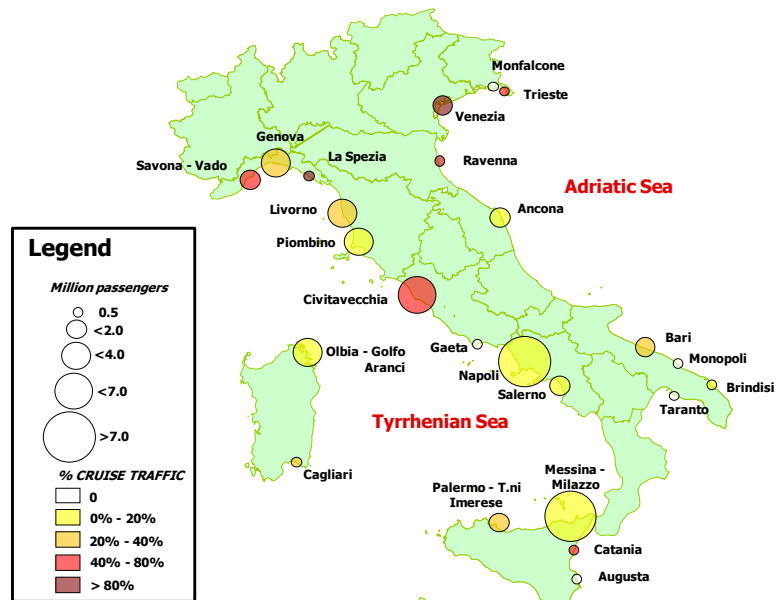 Monfalcone
Trieste
Venezia
Genova
La Spezia
Savona - Vado
Ravenna
Adriatic Sea
Livorno
Ancona
Piombino
Legend
Million passengers
0.5
<2.0
<4.0
<7.0
>7.0
% CRUISE TRAFFIC
0
0% - 20%
20% - 40%
40% - 80%
> 80%
Civitavecchia
Gaeta
Bari
Monopoli
Olbia - Golfo
Aranci
Napoli
Salerno
Brindisi
Taranto
Tyrrhenian Sea
Cagliari
Messina -
Milazzo
Palermo - T.ni
Imerese
Catania
Augusta